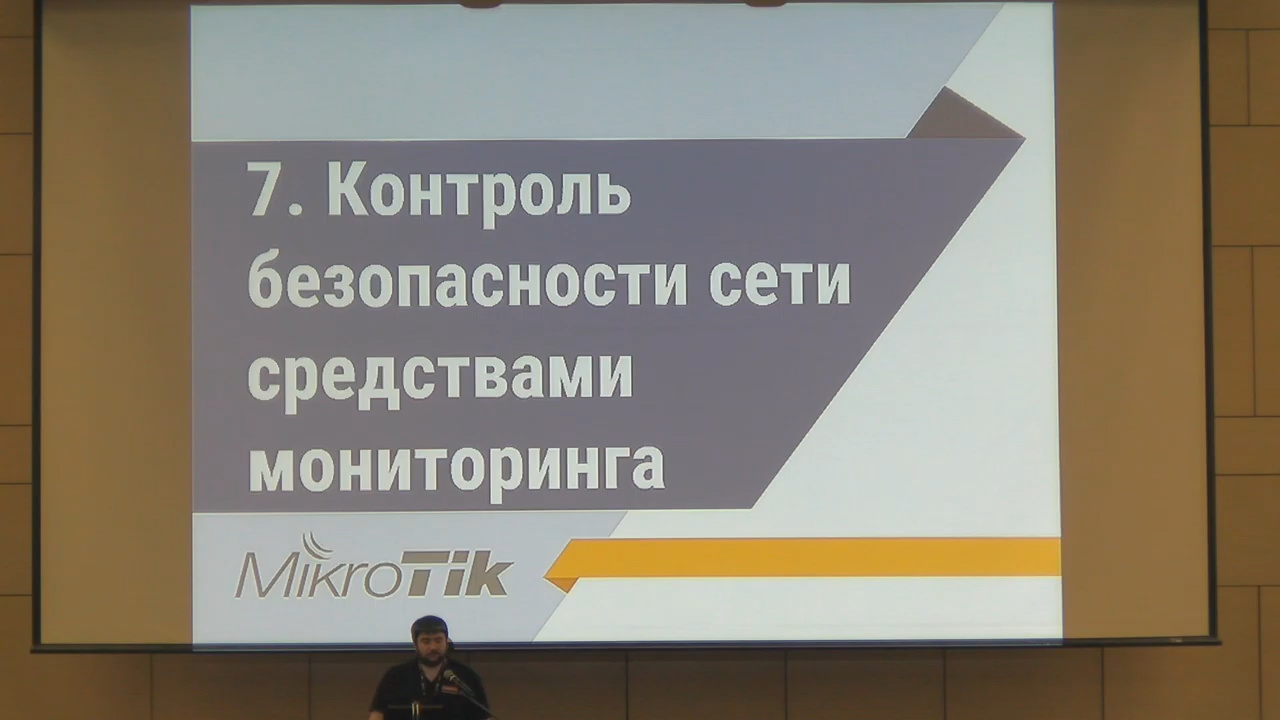 7. Контроль
безопасности сети
средствами
мониторинга
MikroTik